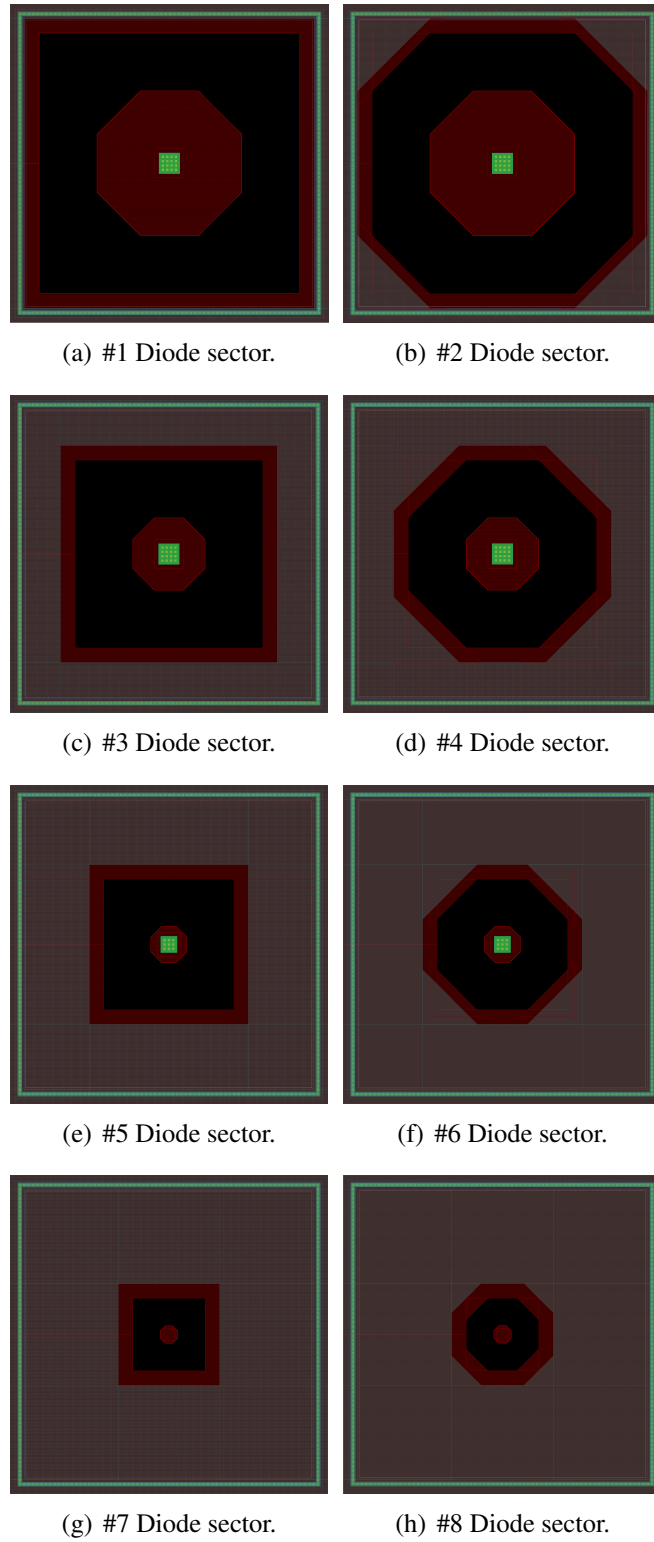 (a) #1 Diode sector.
(b) #2 Diode sector.
(c) #3 Diode sector.
(d) #4 Diode sector.
(e) #5 Diode sector.
(f) #6 Diode sector.
(g) #7 Diode sector.
(h) #8 Diode sector.